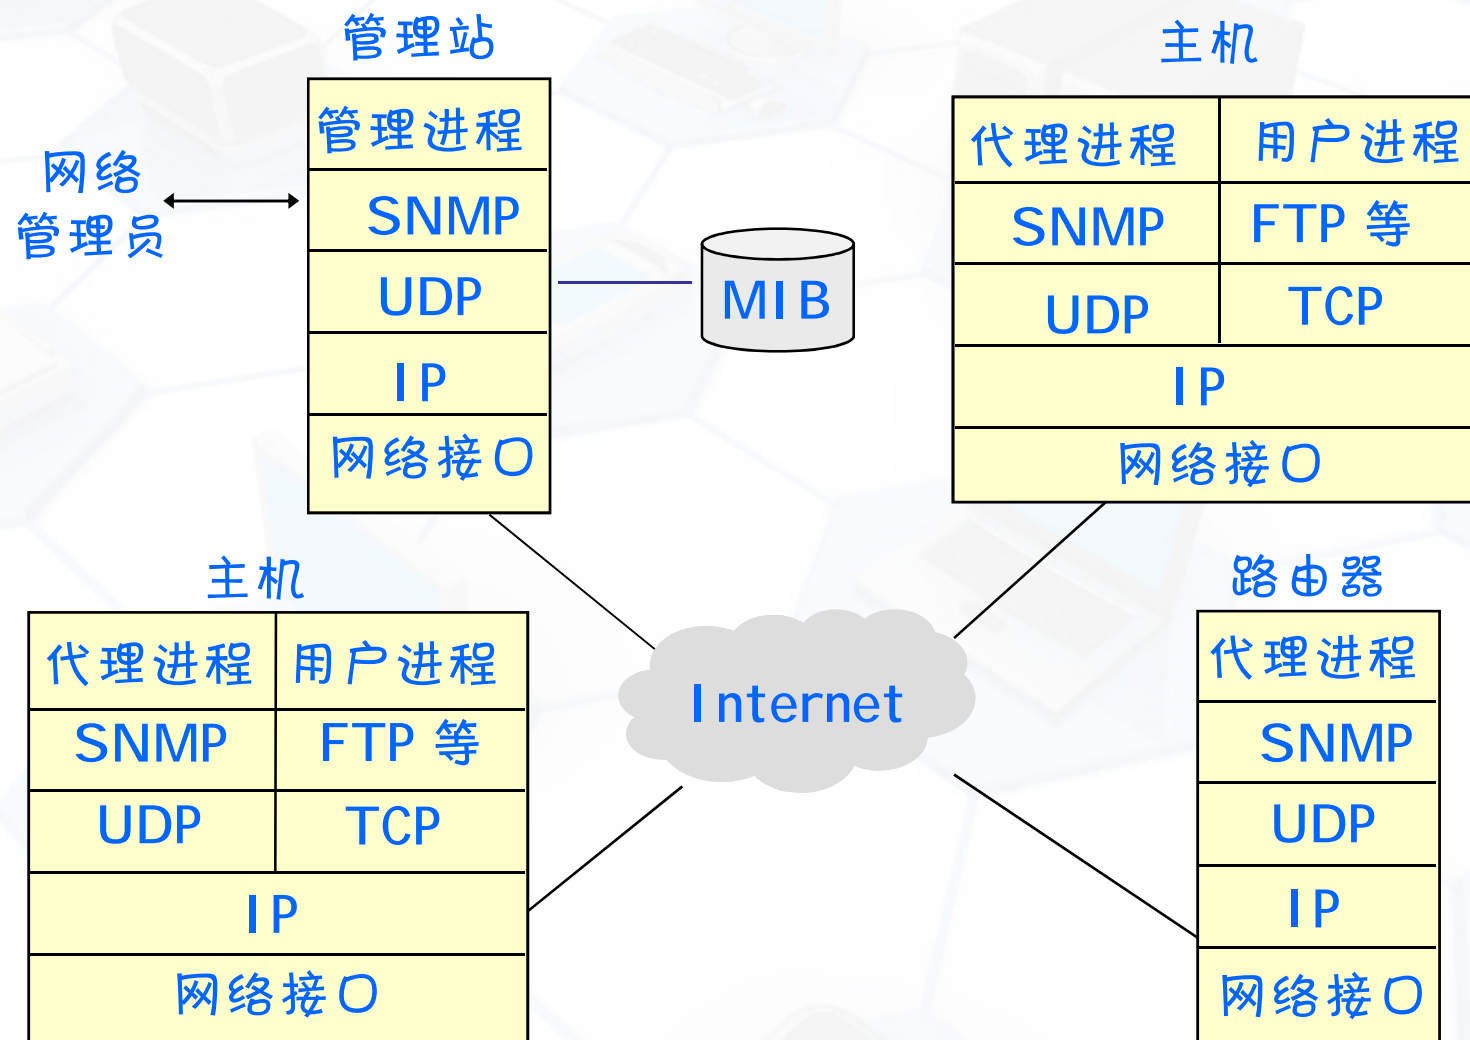 管理站
管理进程
SNMP
UDP
IP
网络接口
网络
管理员
MIB
主机
代理进程 用户进程
SNMP FTP 等
UDP TCP
IP
网络接口
主机
代理进程 用户进程
SNMP FTP 等
UDP TCP
IP
网络接口
Internet
路由器
代理进程
SNMP
UDP
IP
网络接口